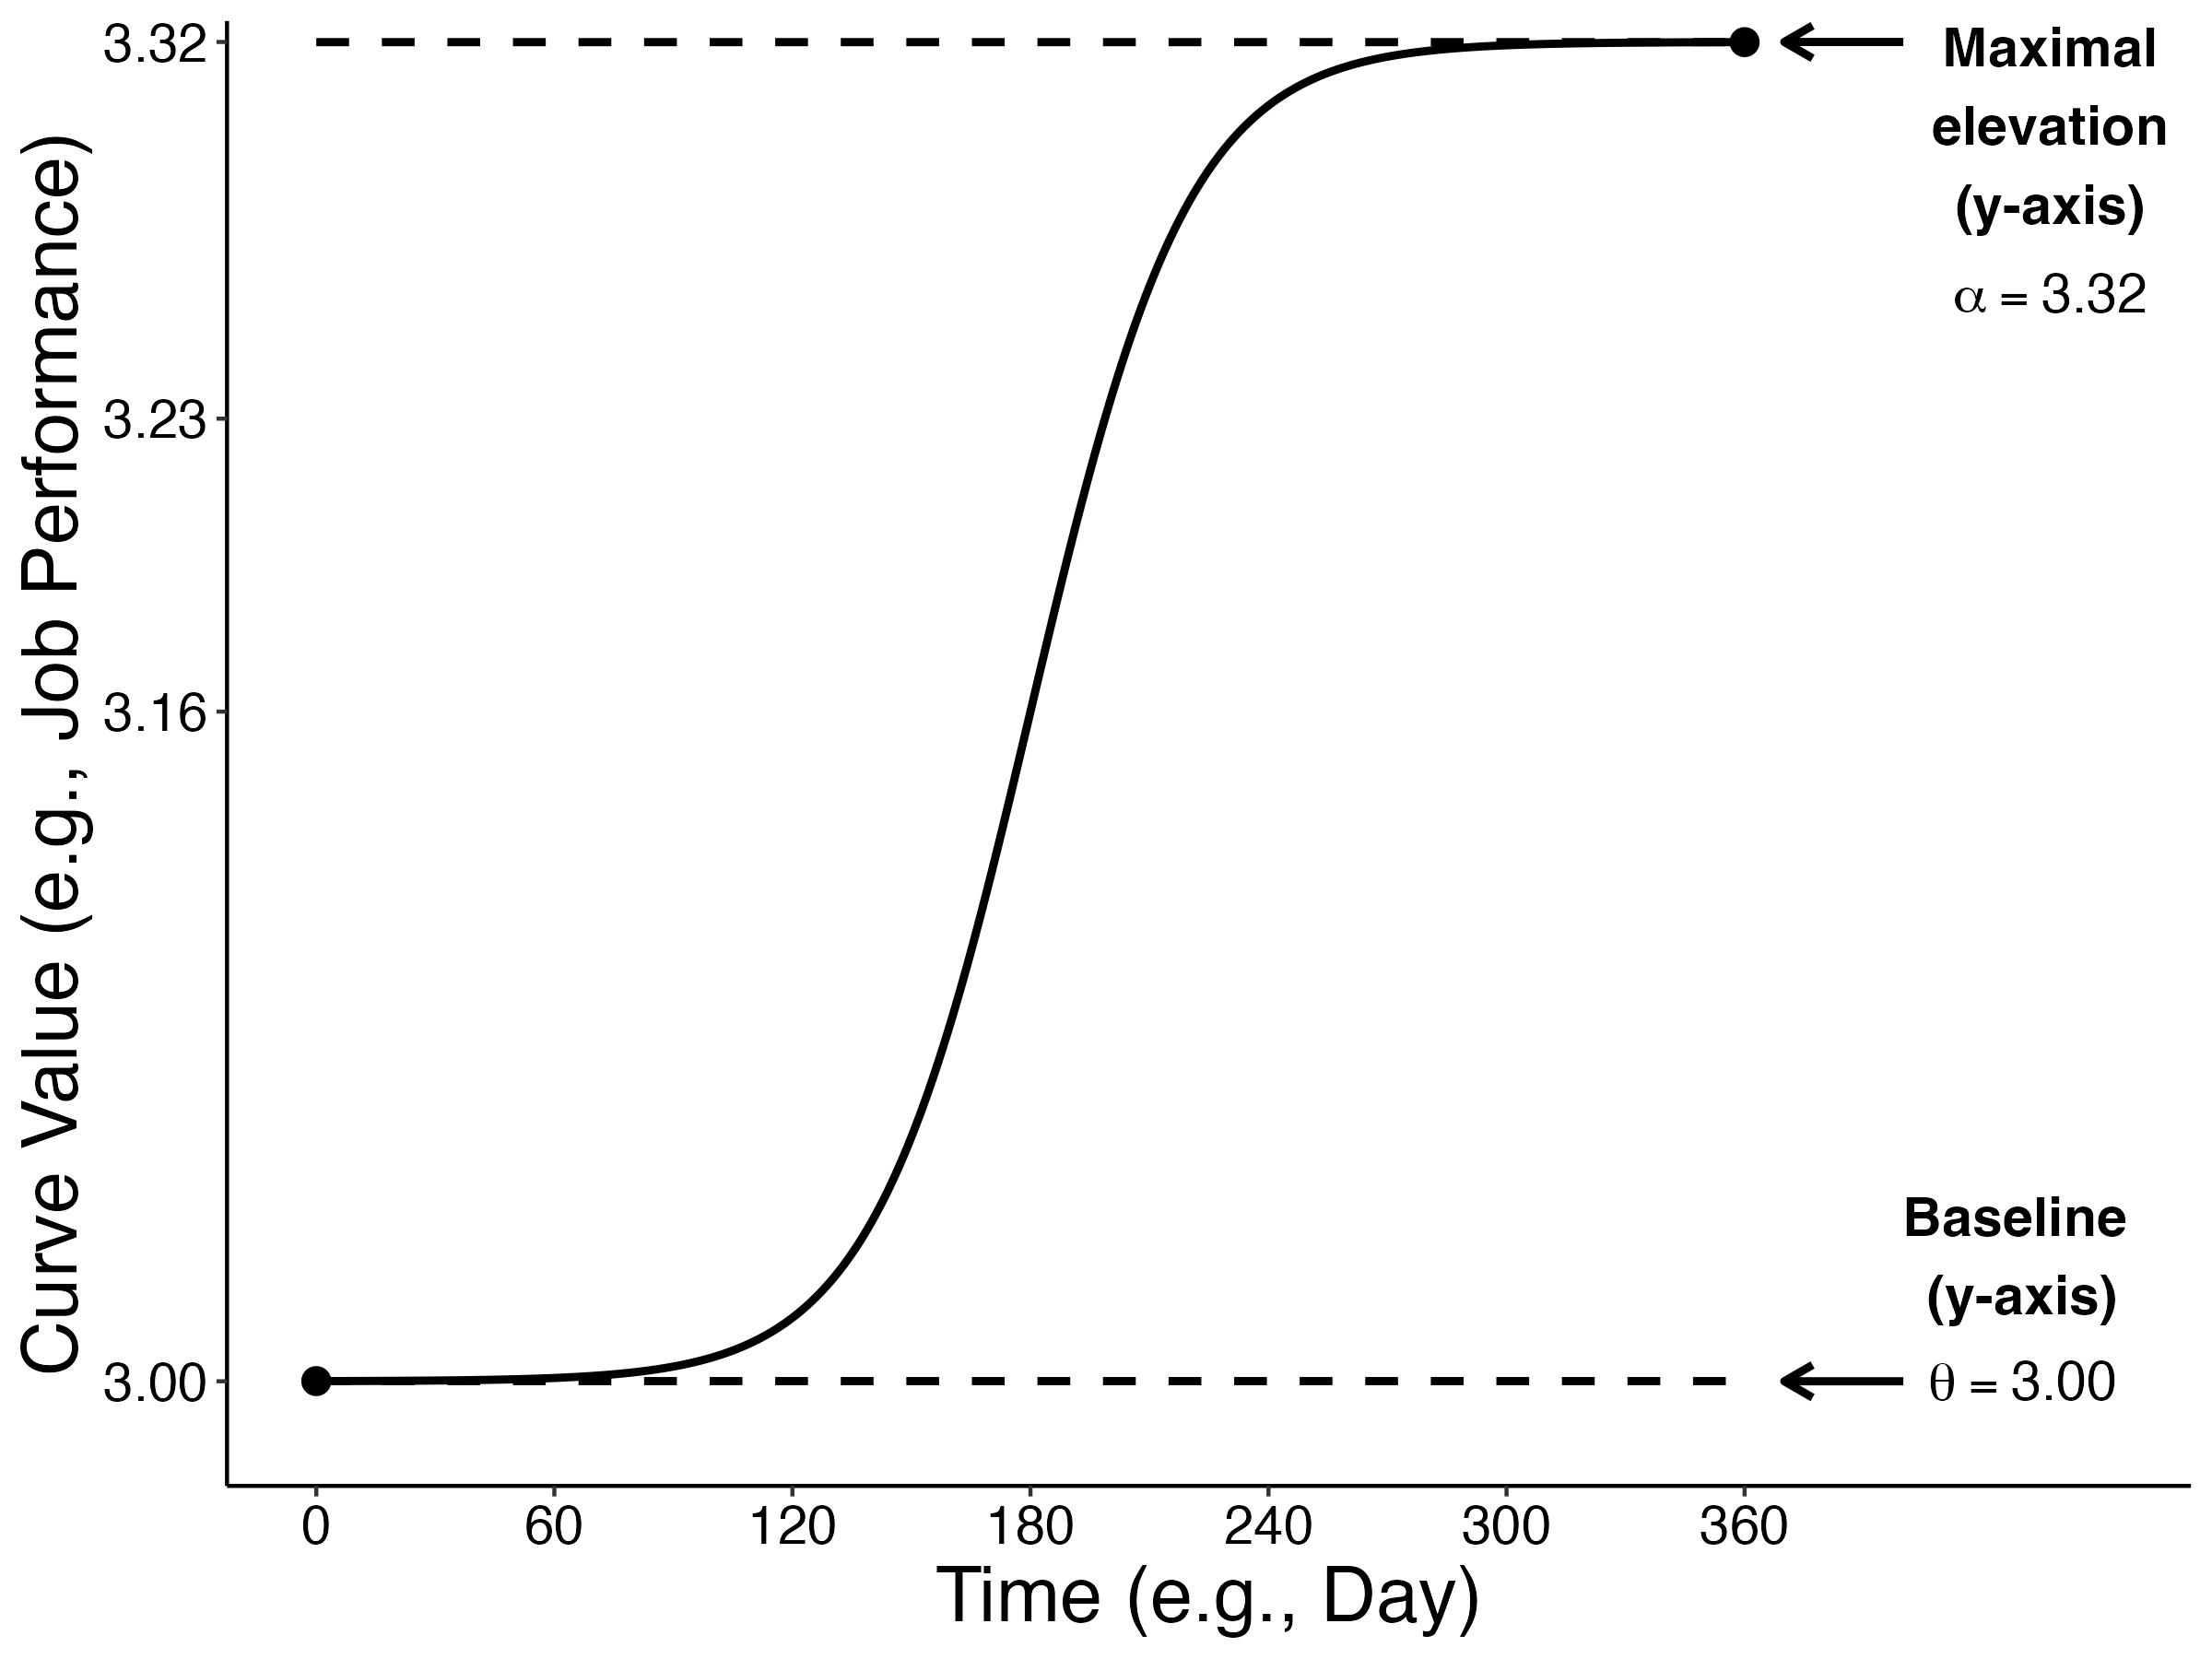 Curve Value (e.g., Job Performance)
3.32
3.23
3.16
3.00
Maximal
elevation
(y-axis)
α = 3.32
Baseline
(y-axis)
θ = 3.00
0 60 120 180 240 300 360
Time (e.g., Day)